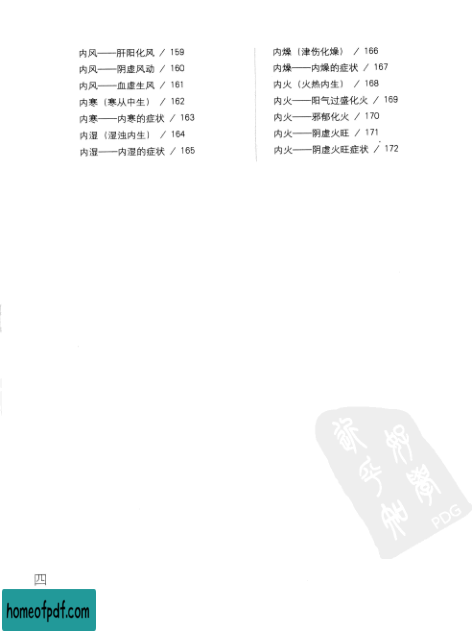 内风——肝阳化风 / 159
内风——阴虚风动 / 160
内风——血虚生风 / 161
内寒（寒从中生） / 162
内寒——内寒的症状 / 163
内湿（湿浊内生） / 164
内湿——内湿的症状 / 165
内燥（津伤化燥） / 166
内燥——内燥的症状 / 167
内火（火热内生） / 168
内火——阳气过盛化火 / 169
内火——邪郁化火 / 170
内火——阴虚火旺 / 171
内火——阴虚火旺症状 / 172
PDG
四
homeofpdf.com